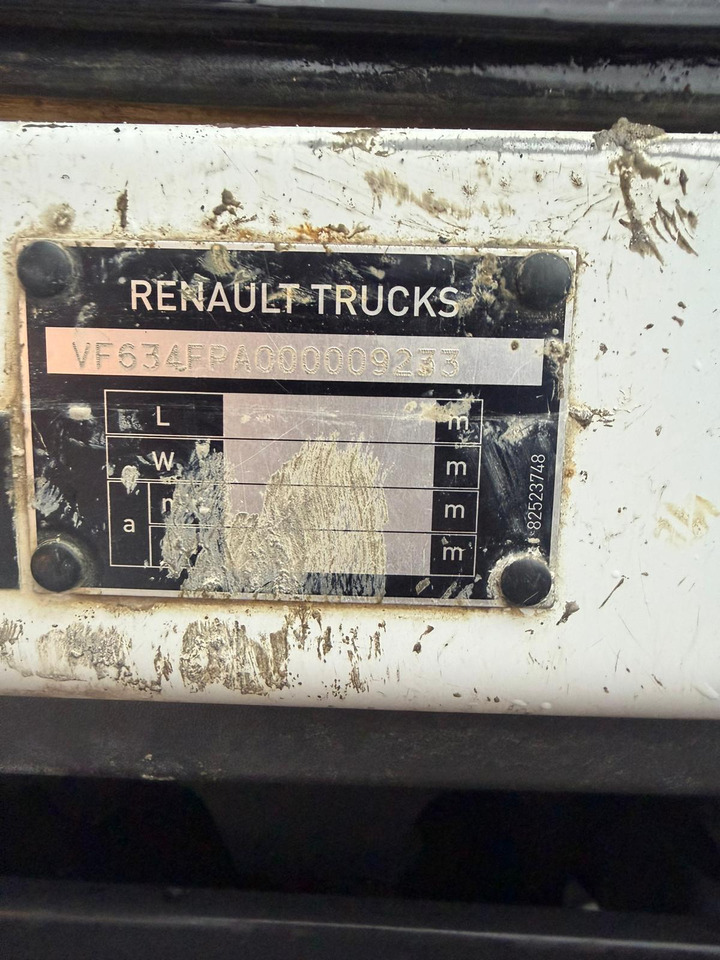 RENAULT TRUCKS
VF634FPA000009233
L m
W m
a m
m
82523748